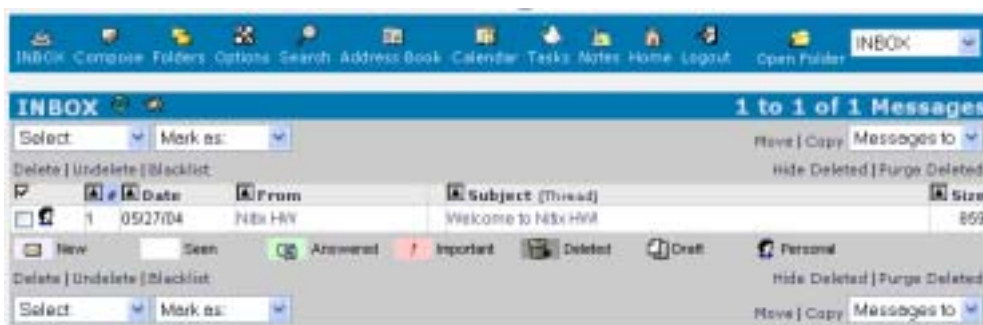 INBOX Compose Folders Options Search Address Book Calendar Tasks Notes Home Logout Open Folder INBOX
INBOX 1 to 1 of 1 Messages
Select: Mark as: Move | Copy Messages to
Delete | Undelete | Blacklist Hide Deleted | Purge Deleted
# Date From Subject (Thread) Size
1 05/27/04 Nitix HW Welcome to Nitix HW! 859
New Seen Answered ! Important Deleted Draft Personal
Delete | Undelete | Blacklist Hide Deleted | Purge Deleted
Select: Mark as: Move | Copy Messages to